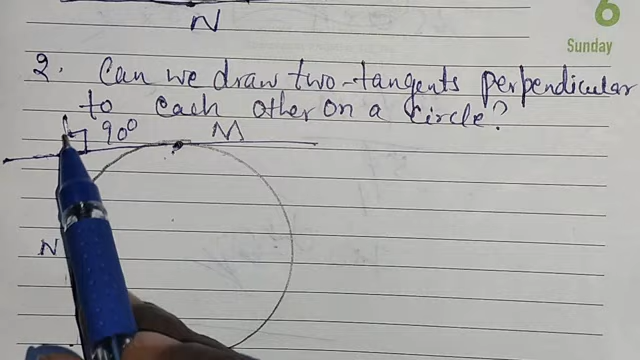 N
6
Sunday
2. Can we draw two-tangents perpendicular
to each other on a circle?
90° M
N